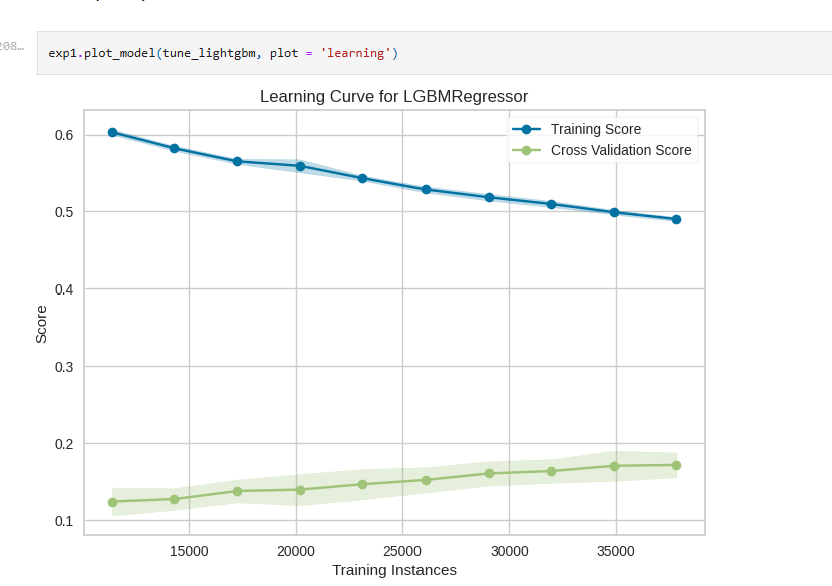 208…
exp1.plot_model(tune_lightgbm, plot = 'learning')
Learning Curve for LGBMRegressor
Training Score
Cross Validation Score
0.6
0.5
0.4
0.3
0.2
0.1
Score
15000 20000 25000 30000 35000
Training Instances